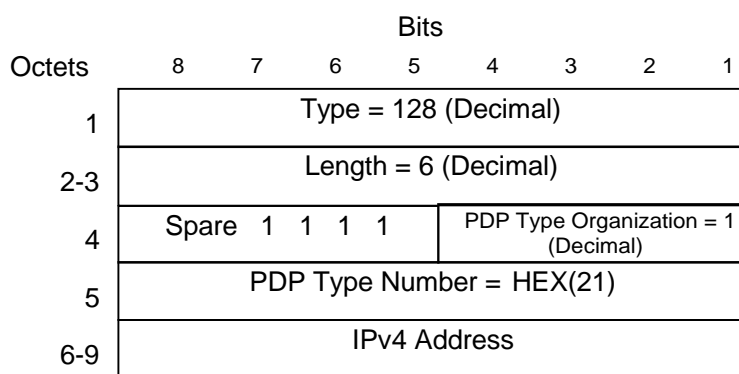 Bits
Octets 8 7 6 5 4 3 2 1
1 Type = 128 (Decimal)
2-3 Length = 6 (Decimal)
4 Spare 1 1 1 1 PDP Type Organization = 1
(Decimal)
5 PDP Type Number = HEX(21)
6-9 IPv4 Address